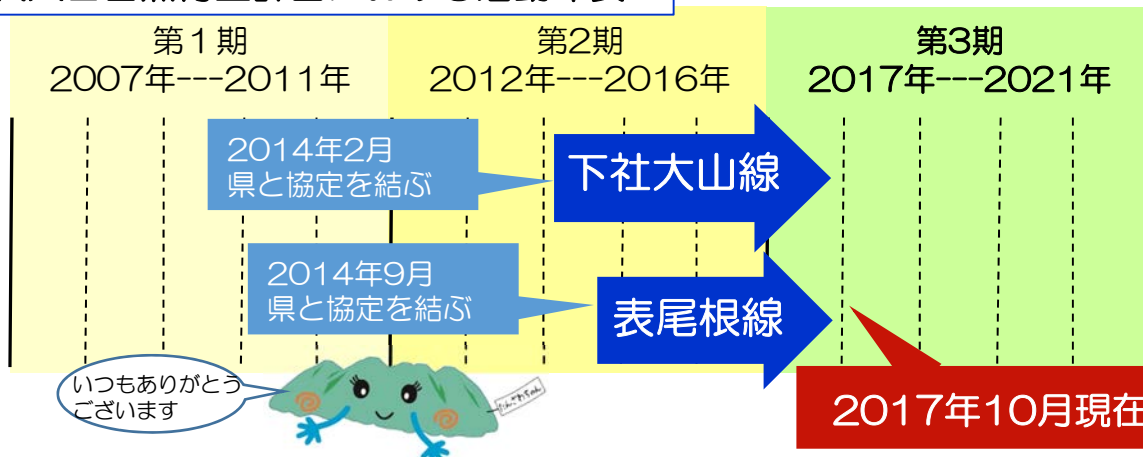 第1期
2007年---2011年
第2期
2012年---2016年
第3期
2017年---2021年
2014年2月
県と協定を結ぶ
下社大山線
2014年9月
県と協定を結ぶ
表尾根線
いつもありがとう
ございます
2017年10月現在